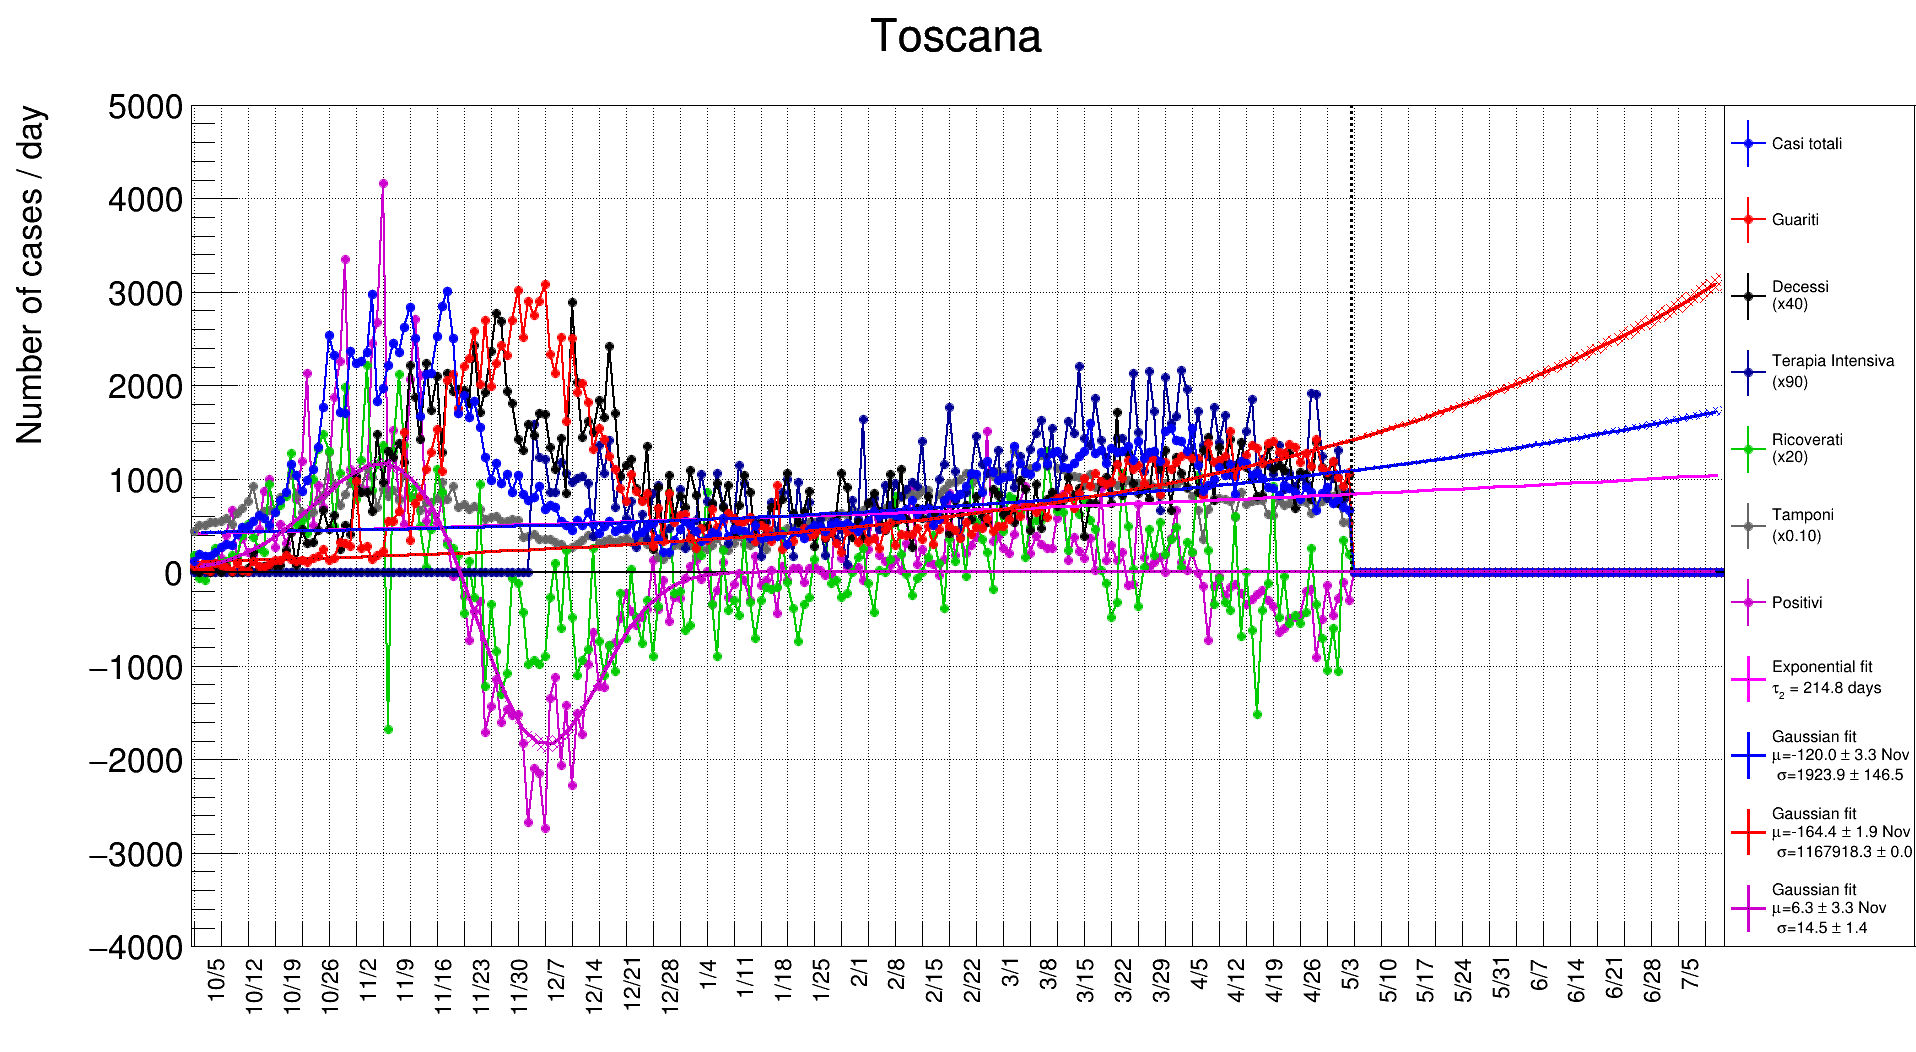 Toscana
Number of cases / day
5000
4000
3000
2000
1000
0
−1000
−2000
−3000
−4000
10/5
10/12
10/19
10/26
11/2
11/9
11/16
11/23
11/30
12/7
12/14
12/21
12/28
1/4
1/11
1/18
1/25
2/1
2/8
2/15
2/22
3/1
3/8
3/15
3/22
3/29
4/5
4/12
4/19
4/26
5/3
5/10
5/17
5/24
5/31
6/7
6/14
6/21
6/28
7/5
Casi totali
Guariti
Decessi
(x40)
Terapia Intensiva
(x90)
Ricoverati
(x20)
Tamponi
(x0.10)
Positivi
Exponential fit
τ2 = 214.8 days
Gaussian fit
μ=-120.0 ± 3.3 Nov
σ=1923.9 ± 146.5
Gaussian fit
μ=-164.4 ± 1.9 Nov
σ=1167918.3 ± 0.0
Gaussian fit
μ=6.3 ± 3.3 Nov
σ=14.5 ± 1.4